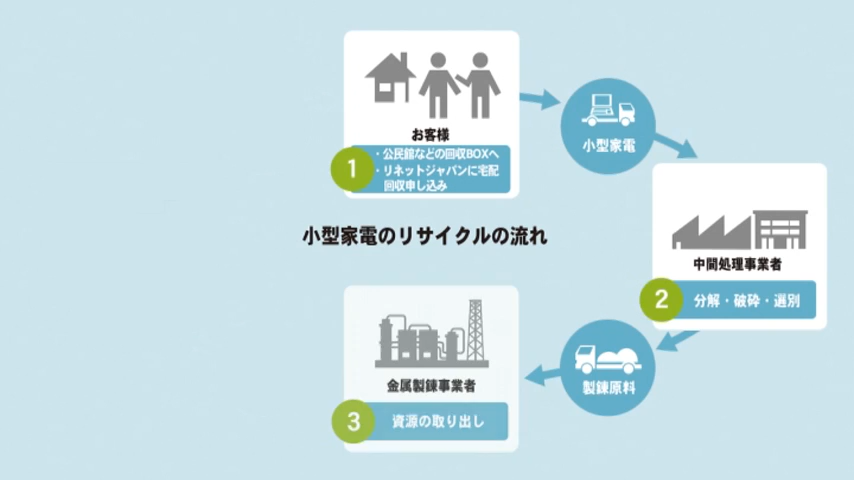 お客様
1
・公民館などの回収BOXへ
・リネットジャパンに宅配
回収申し込み
小型家電
小型家電のリサイクルの流れ
中間処理事業者
2
分解・破砕・選別
製錬原料
金属製錬事業者
3
資源の取り出し